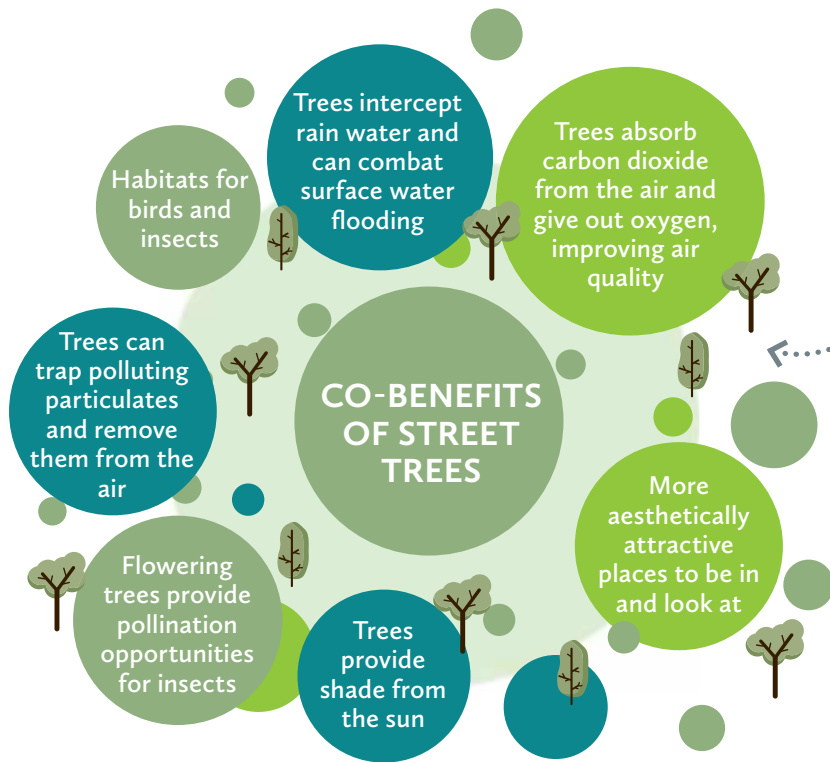 CO-BENEFITS
OF STREET
TREES
Habitats for
birds and
insects
Trees intercept
rain water and
can combat
surface water
flooding
Trees absorb
carbon dioxide
from the air and
give out oxygen,
improving air
quality
Trees can
trap polluting
particulates
and remove
them from the
air
More
aesthetically
attractive
places to be in
and look at
Flowering
trees provide
pollination
opportunities
for insects
Trees
provide
shade from
the sun